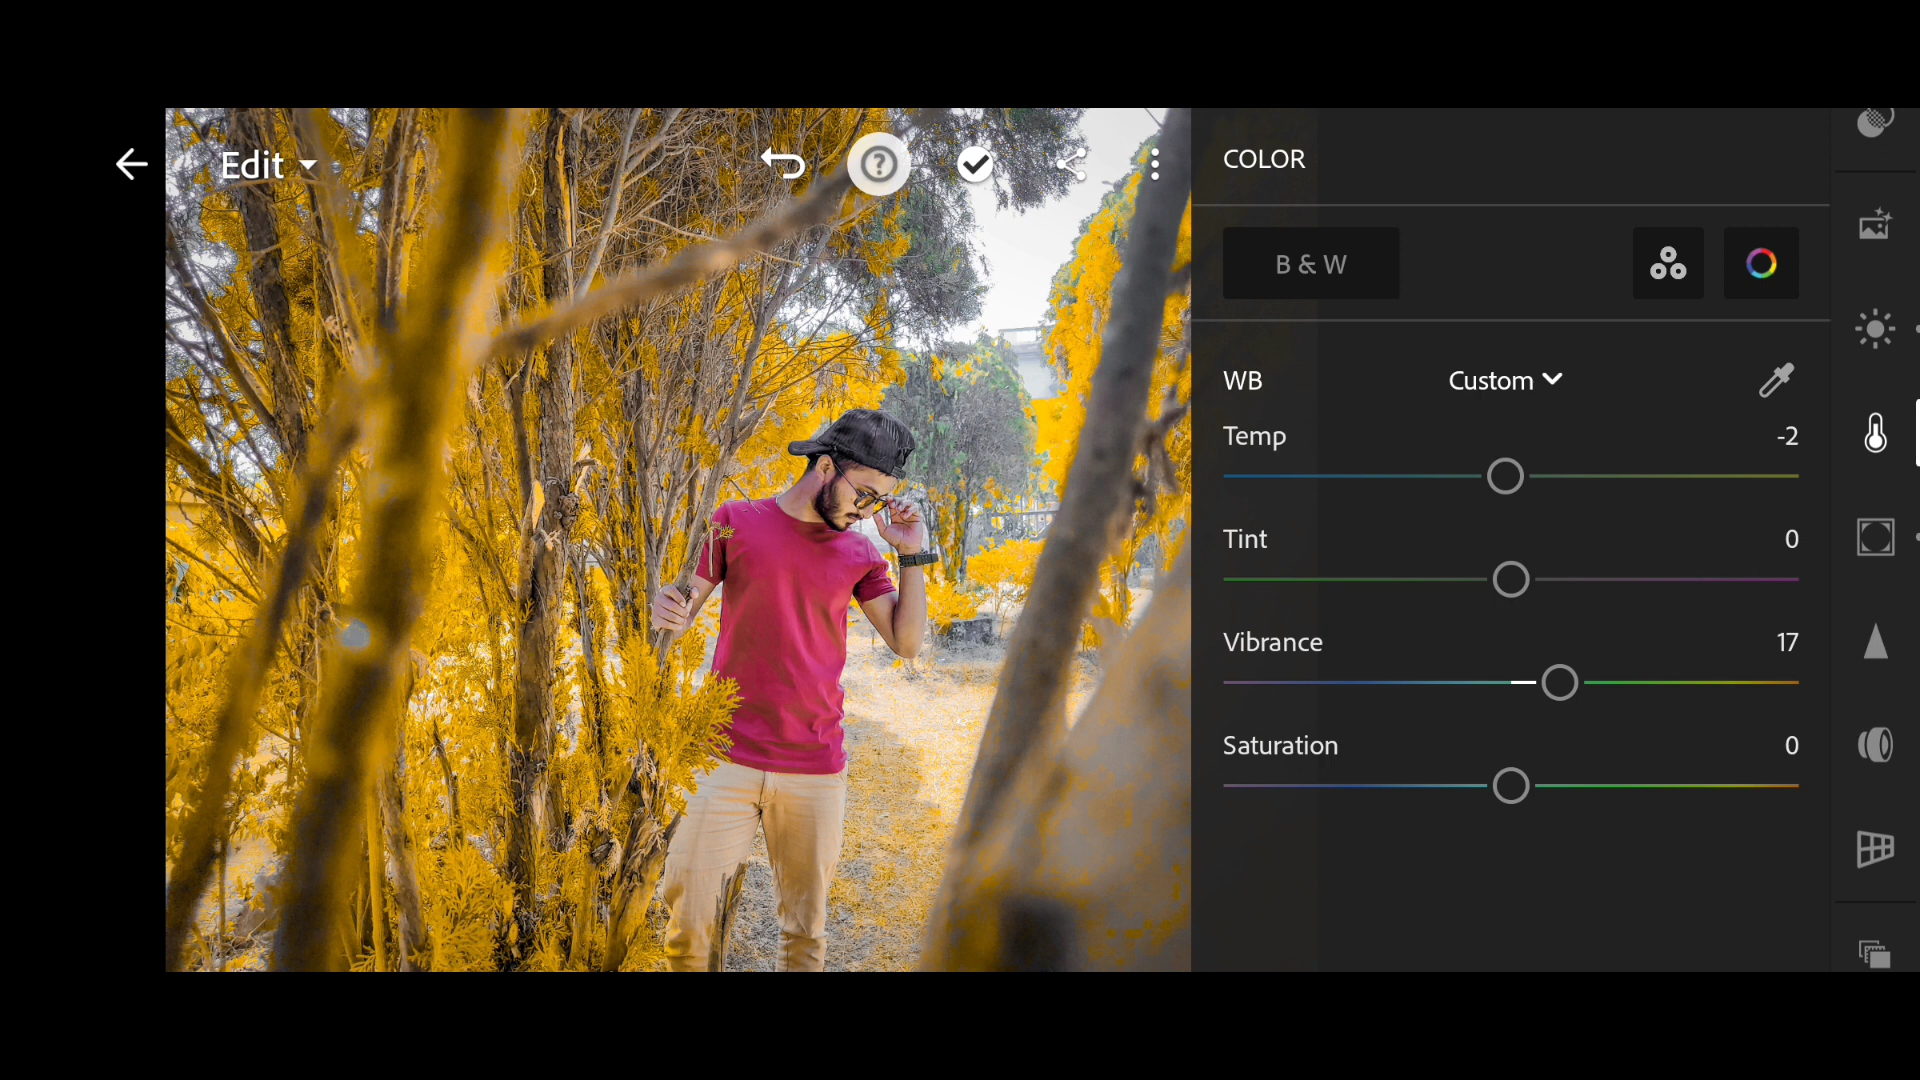 Edit
?
COLOR
B & W
WB Custom
Temp -2
Tint 0
Vibrance 17
Saturation 0